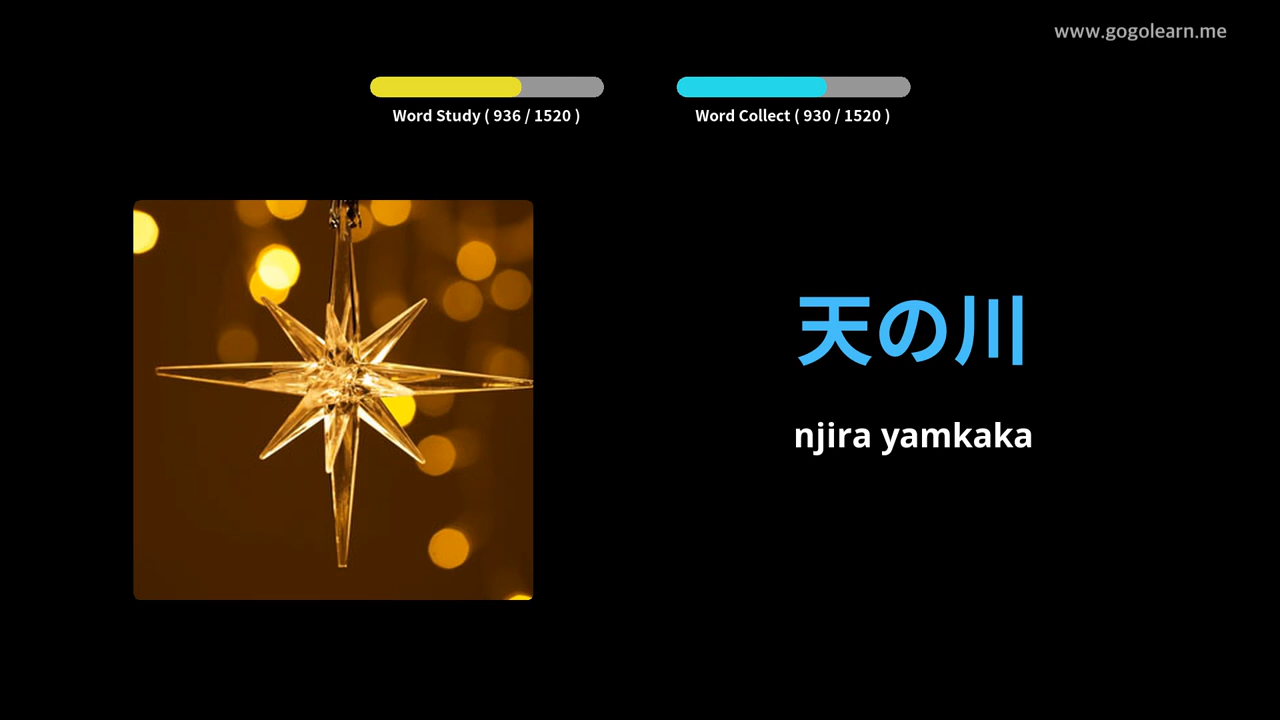 www.gogolearn.me
Word Study ( 936 / 1520 )
Word Collect ( 930 / 1520 )
天の川
njira yamkaka